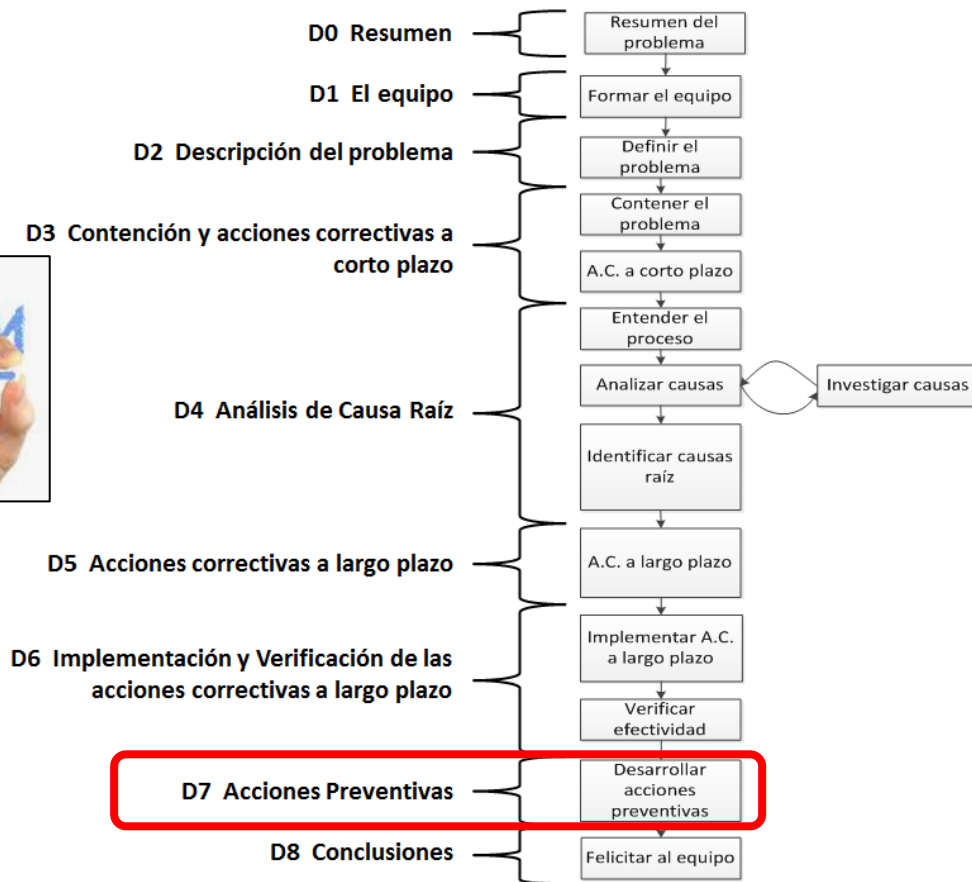 D0 Resumen
Resumen del
problema
D1 El equipo
Formar el equipo
D2 Descripción del problema
Definir el
problema
D3 Contención y acciones correctivas a
corto plazo
Contener el
problema
A.C. a corto plazo
D4 Análisis de Causa Raíz
Entender el
proceso
Analizar causas
Investigar causas
Identificar causas
raíz
D5 Acciones correctivas a largo plazo
A.C. a largo plazo
D6 Implementación y Verificación de las
acciones correctivas a largo plazo
Implementar A.C.
a largo plazo
Verificar
efectividad
D7 Acciones Preventivas
Desarrollar
acciones
preventivas
D8 Conclusiones
Felicitar al equipo